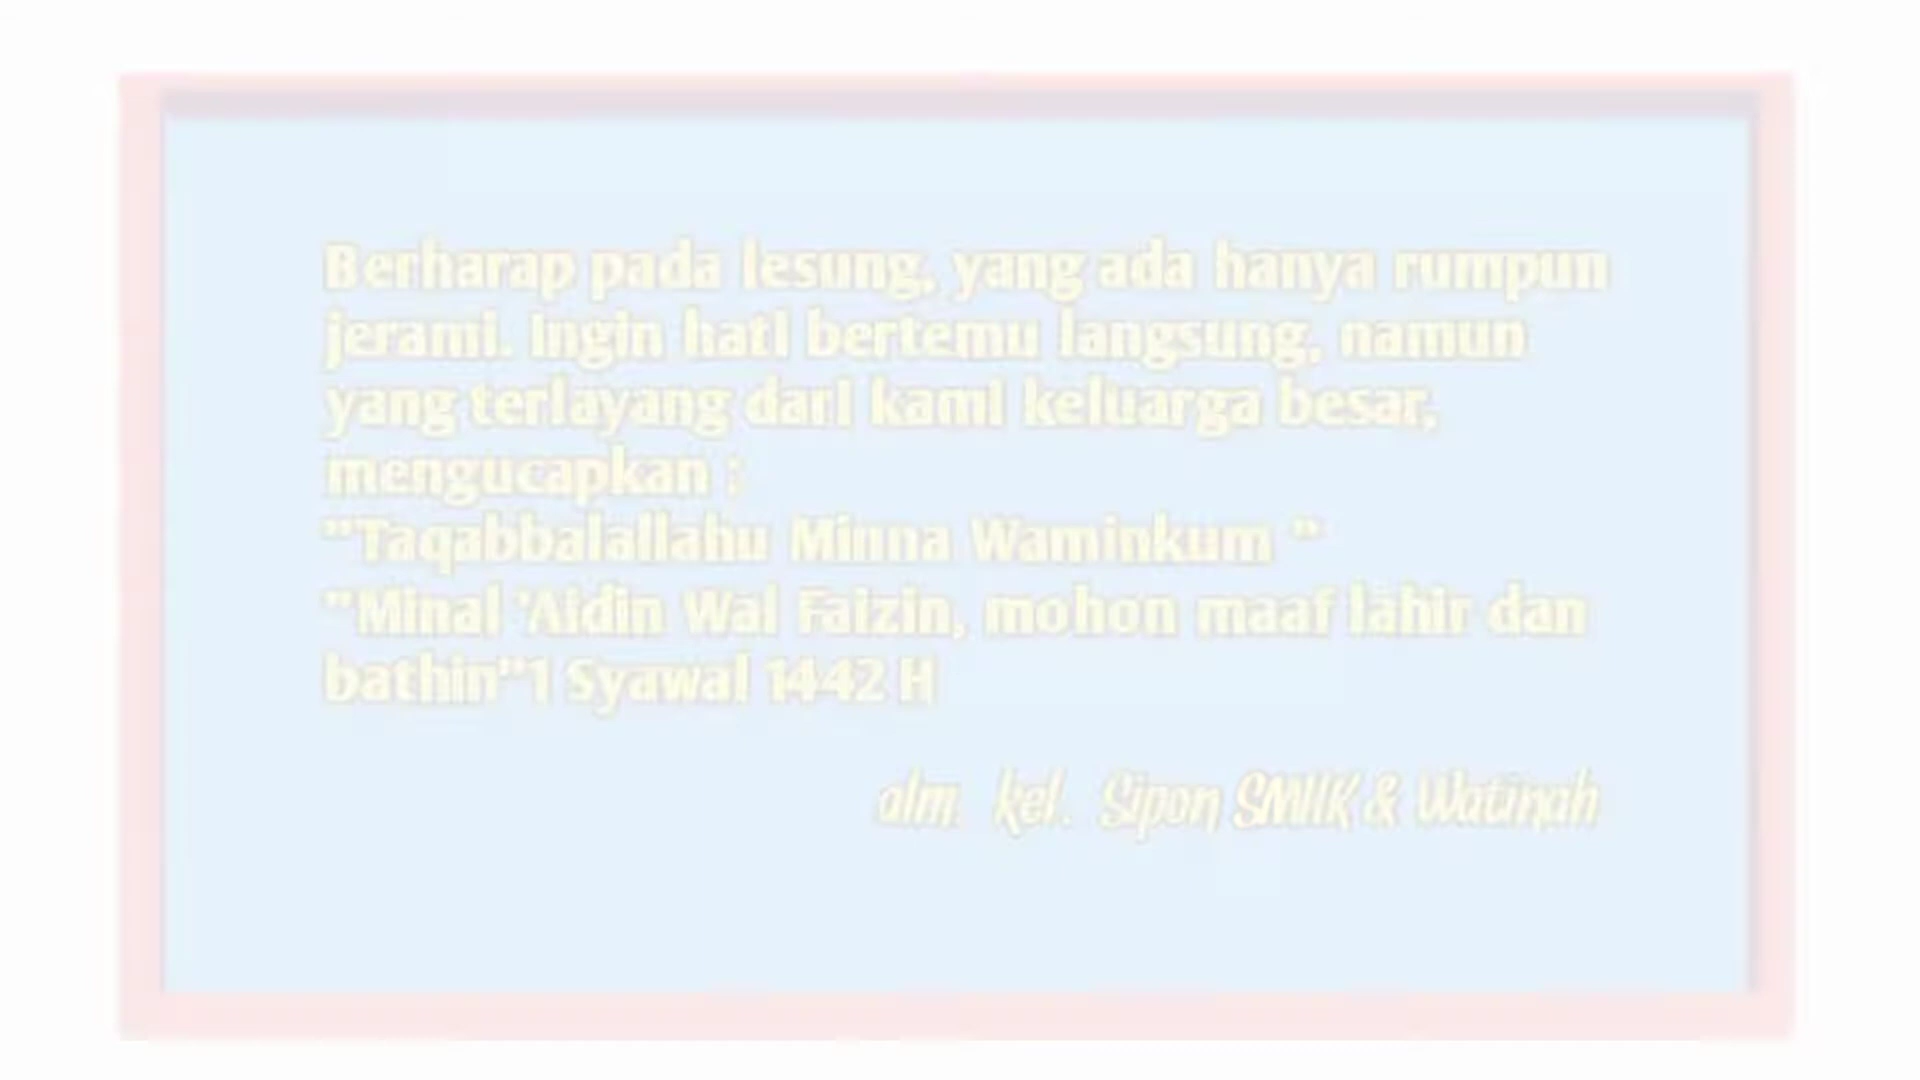 Berharap pada lesung, yang ada hanya rumpun
jerami. Ingin hati bertemu langsung, namun
yang terlayang dari kami keluarga besar,
mengucapkan ;
"Taqabbalallahu Minna Waminkum "
"Minal 'Aidin Wal Faizin, mohon maaf lahir dan
bathin"1 Syawal 1442 H
alm. kel. Sipon & Watinah